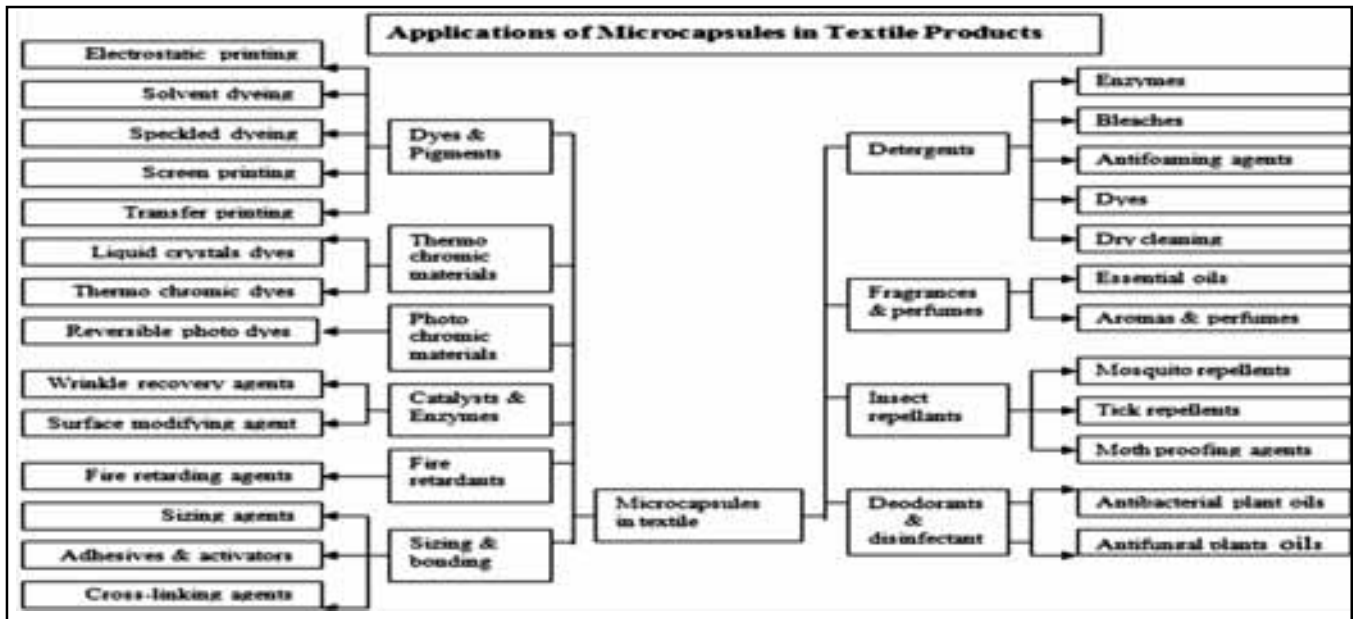 Applications of Microcapsules in Textile Products
Electrostatic printing
Solvent dyeing
Speckled dyeing
Screen printing
Transfer printing
Liquid crystals dyes
Thermo chromic dyes
Reversible photo dyes
Wrinkle recovery agents
Surface modifying agent
Fire retarding agents
Sizing agents
Adhesives & activators
Cross-linking agents
Dyes &
Pigments
Thermo
chromic
materials
Photo
chromic
materials
Catalysts &
Enzymes
Fire
retardants
Sizing &
bonding
Microcapsules
in textile
Detergents
Fragrances
& perfumes
Insect
repellants
Deodorants
&
disinfectant
Enzymes
Bleaches
Antifoaming agents
Dyes
Dry cleaning
Essential oils
Aromas & perfumes
Mosquito repellents
Tick repellents
Moth proofing agents
Antibacterial plant oils
Antifungal plants oils